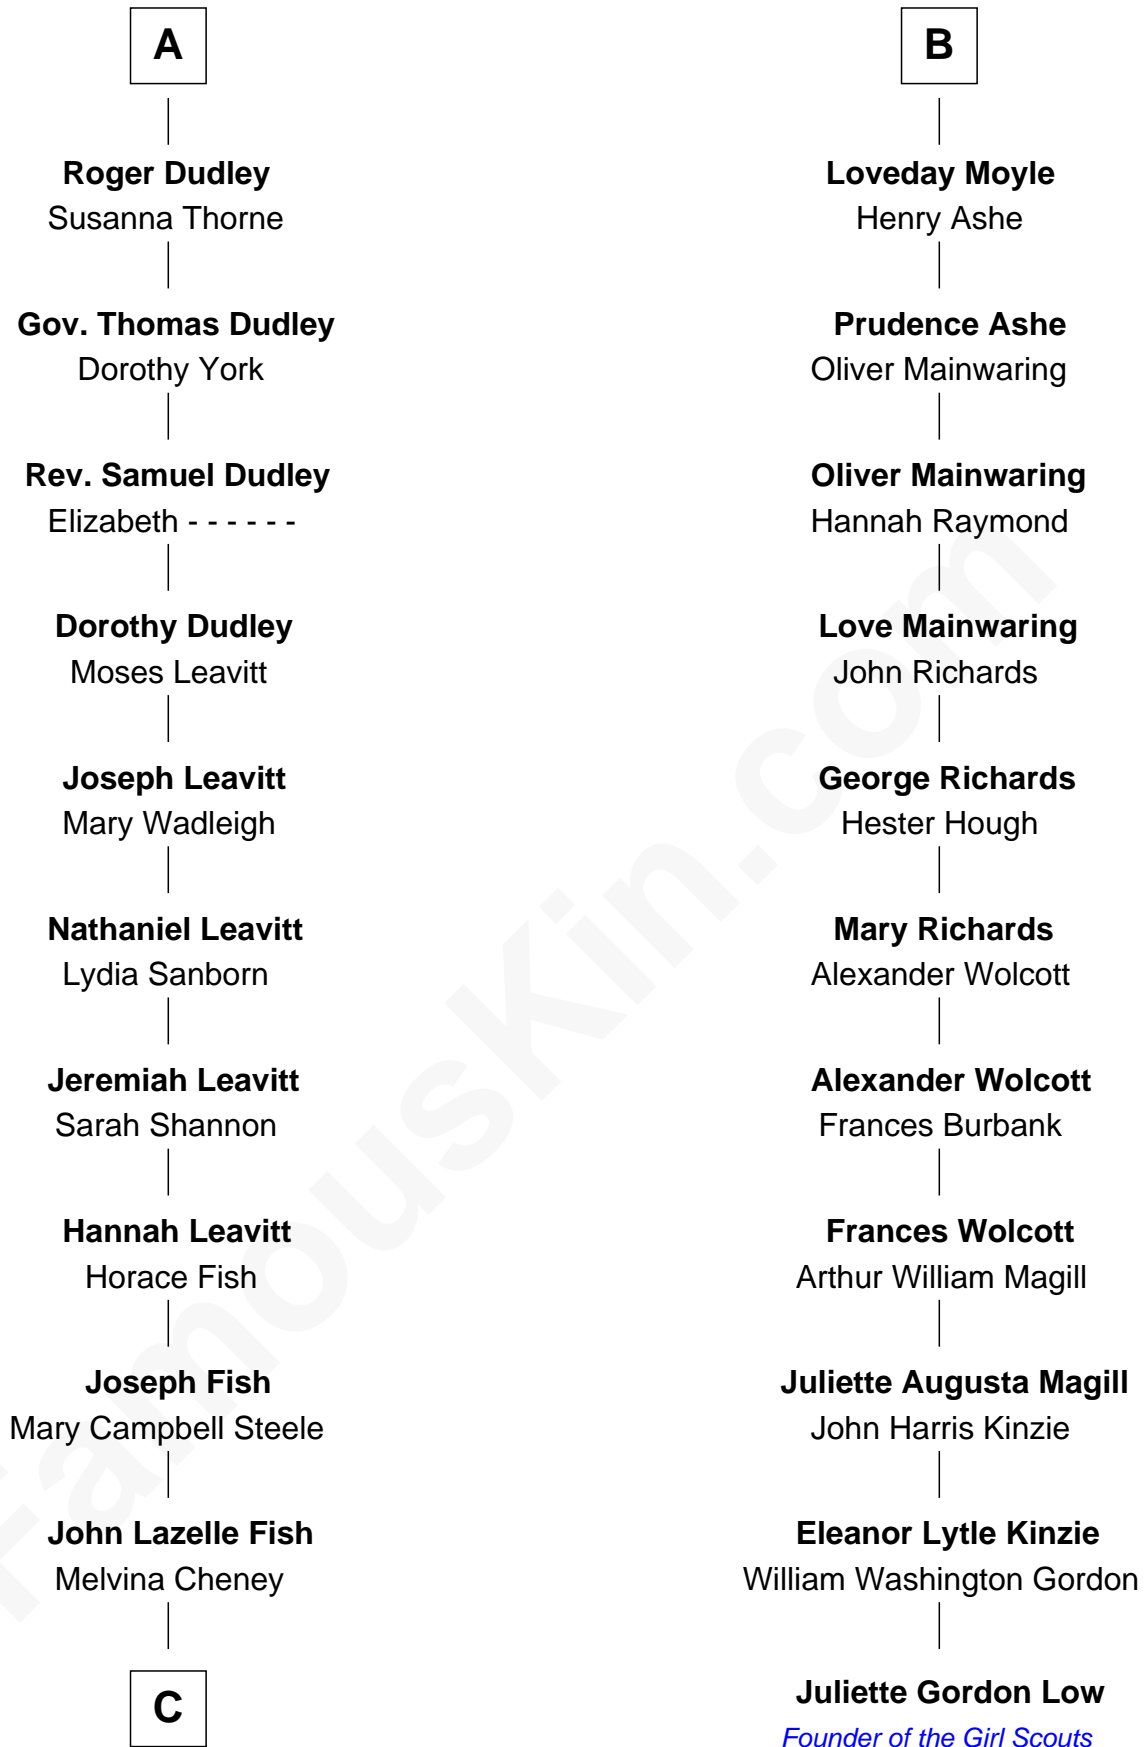 A
Roger Dudley
Susanna Thorne
Gov. Thomas Dudley
Dorothy York
Rev. Samuel Dudley
Elizabeth - - - - - -
Dorothy Dudley
Moses Leavitt
Joseph Leavitt
Mary Wadleigh
Nathaniel Leavitt
Lydia Sanborn
Jeremiah Leavitt
Sarah Shannon
Hannah Leavitt
Horace Fish
Joseph Fish
Mary Campbell Steele
John Lazelle Fish
Melvina Cheney
C
B
Loveday Moyle
Henry Ashe
Prudence Ashe
Oliver Mainwaring
Oliver Mainwaring
Hannah Raymond
Love Mainwaring
John Richards
George Richards
Hester Hough
Mary Richards
Alexander Wolcott
Alexander Wolcott
Frances Burbank
Frances Wolcott
Arthur William Magill
Juliette Augusta Magill
John Harris Kinzie
Eleanor Lytle Kinzie
William Washington Gordon
Juliette Gordon Low
Founder of the Girl Scouts
FamousKin.com